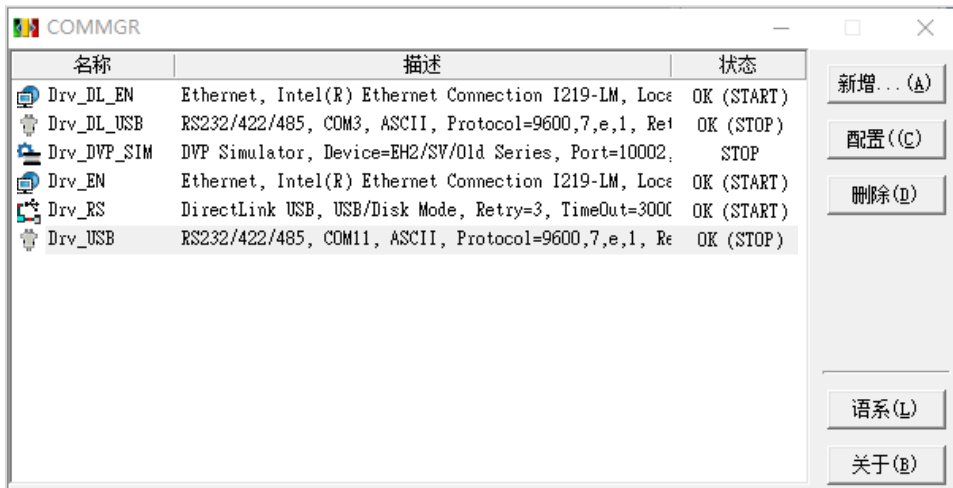 COMMGR
名称 描述 状态
Drv_DL_EN Ethernet, Intel(R) Ethernet Connection I219-LM, Loca OK (START)
Drv_DL_USB RS232/422/485, COM3, ASCII, Protocol=9600,7,e,1, Ret OK (STOP)
Drv_DVP_SIM DVP Simulator, Device=EH2/SV/Old Series, Port=10002, STOP
Drv_EN Ethernet, Intel(R) Ethernet Connection I219-LM, Loca OK (START)
Drv_RS DirectLink USB, USB/Disk Mode, Retry=3, TimeOut=3000 OK (START)
Drv_USB RS232/422/485, COM11, ASCII, Protocol=9600,7,e,1, Re OK (STOP)
新增...(A)
配置((C)
删除(D)
语系(L)
关于(B)